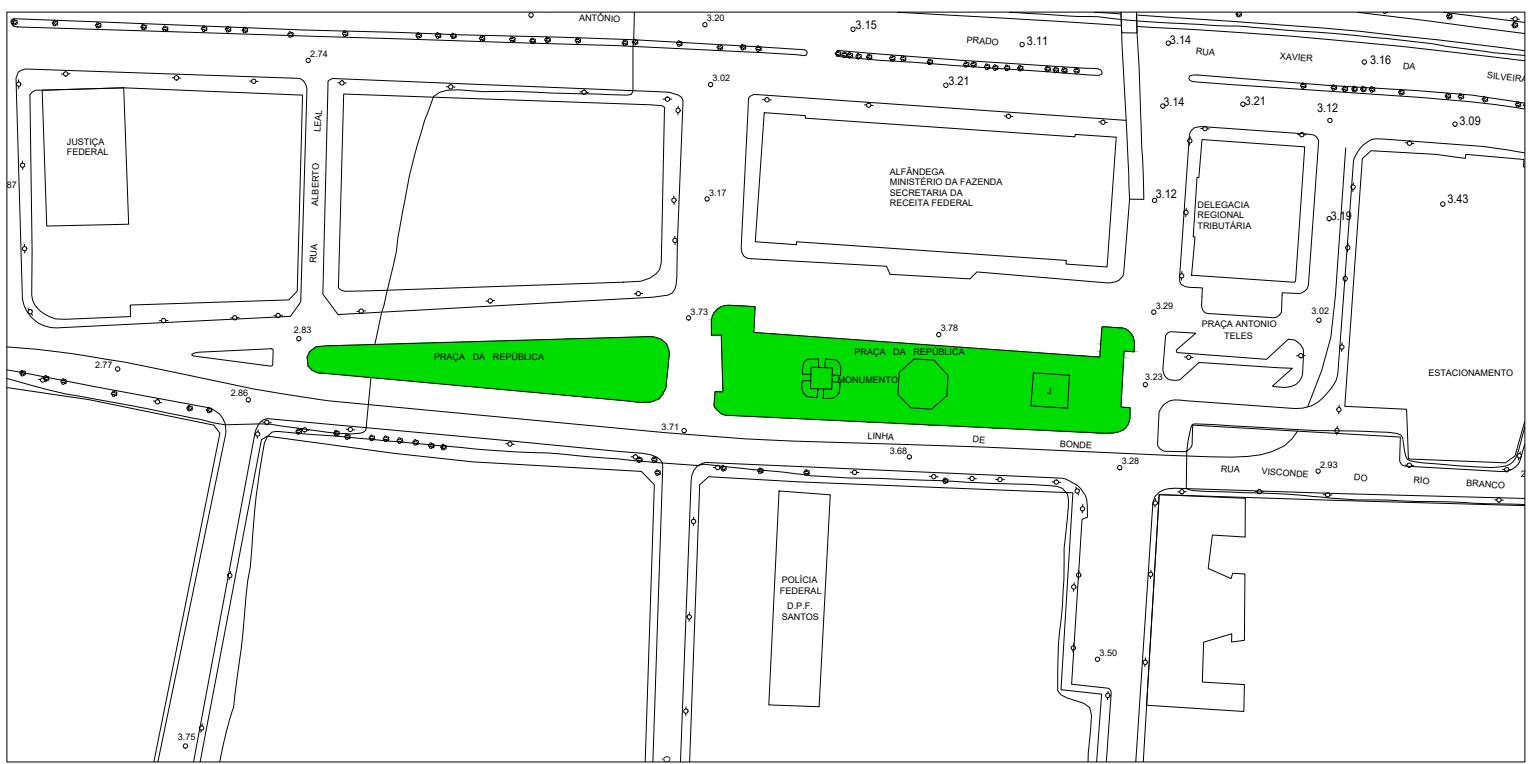 ANTÔNIO
3.20
3.15
PRADO
3.11
3.14
RUA XAVIER DA SILVEIRA
3.16
2.74
3.02
3.21
3.14
3.21
3.12
3.09
JUSTIÇA
FEDERAL
RUA ALBERTO LEAL
87
3.17
ALFÂNDEGA
MINISTÉRIO DA FAZENDA
SECRETARIA DA
RECEITA FEDERAL
3.12
DELEGACIA
REGIONAL
TRIBUTÁRIA
3.19
3.43
3.73
3.29
3.02
2.83
3.78
PRAÇA ANTONIO
TELES
PRAÇA DA REPÚBLICA
PRAÇA DA REPÚBLICA
2.77
MONUMENTO
J
3.23
ESTACIONAMENTO
2.86
3.71
LINHA DE BONDE
3.68
3.28
RUA VISCONDE DO RIO BRANCO
2.93
2
POLÍCIA
FEDERAL
D.P.F.
SANTOS
3.50
3.75